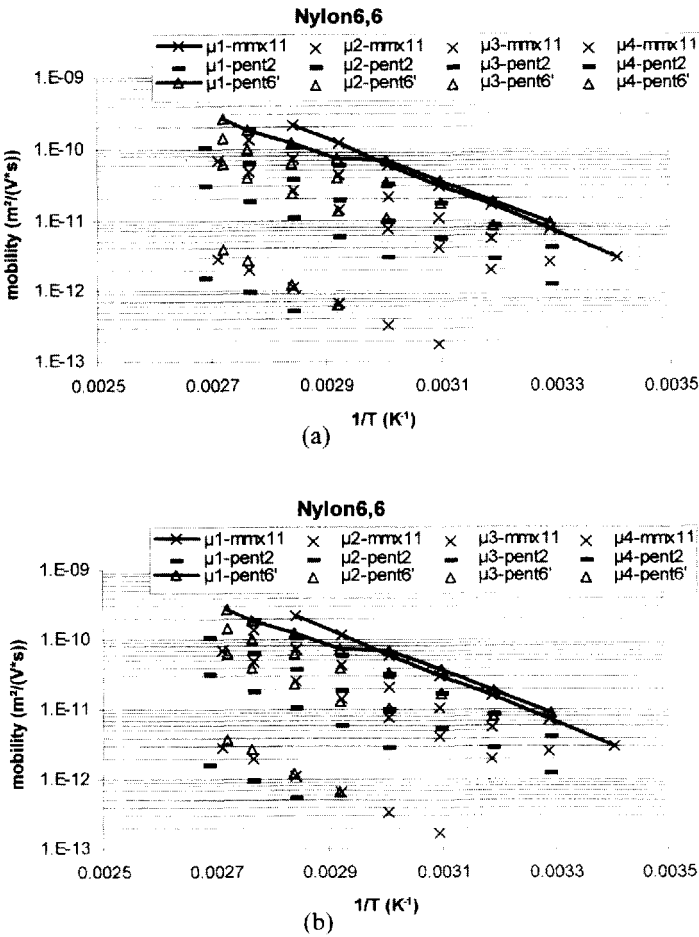 Nylon6,6
µ1-mmx11 µ2-mmx11 µ3-mmx11 µ4-mmx11
µ1-pent2 µ2-pent2 µ3-pent2 µ4-pent2
µ1-pent6' µ2-pent6' µ3-pent6' µ4-pent6'
1.E-09
1.E-10
1.E-11
1.E-12
1.E-13
mobility (m²/(V*s))
0.0025 0.0027 0.0029 0.0031 0.0033 0.0035
1/T (K⁻¹)
(a)
Nylon6,6
µ1-mmx11 µ2-mmx11 µ3-mmx11 µ4-mmx11
µ1-pent2 µ2-pent2 µ3-pent2 µ4-pent2
µ1-pent6' µ2-pent6' µ3-pent6' µ4-pent6'
1.E-09
1.E-10
1.E-11
1.E-12
1.E-13
mobility (m²/(V*s))
0.0025 0.0027 0.0029 0.0031 0.0033 0.0035
1/T (K⁻¹)
(b)